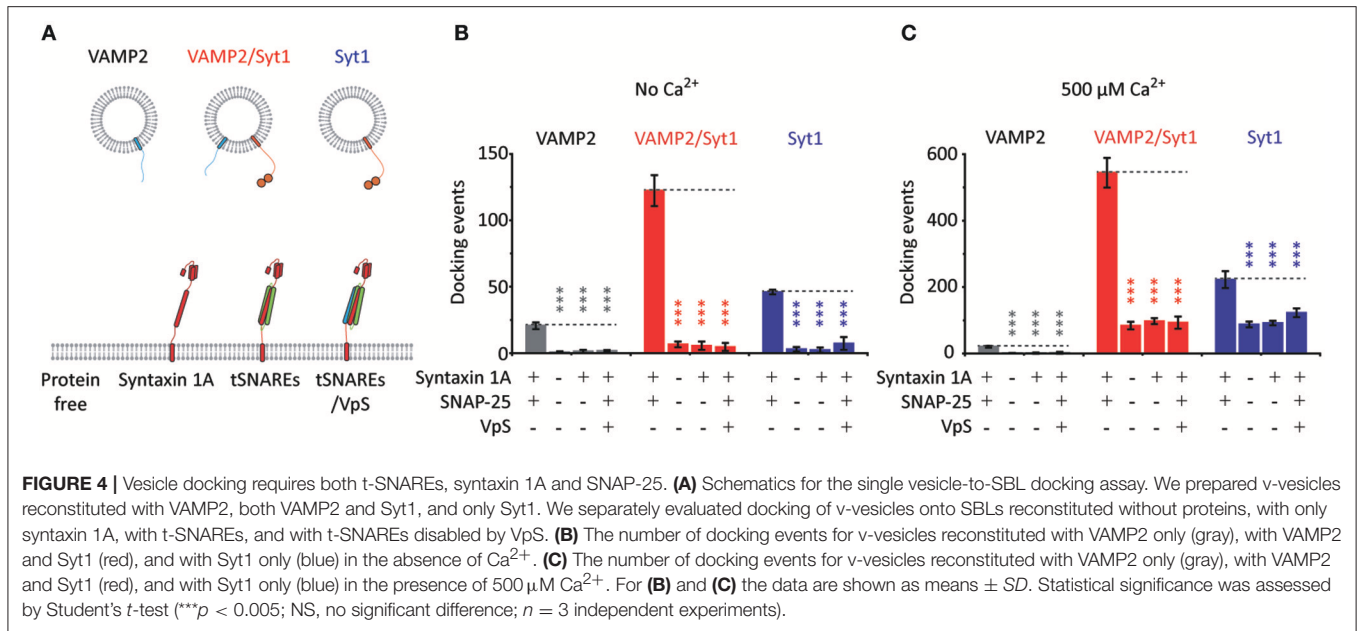 A
VAMP2 VAMP2/Syt1 Syt1
Protein free Syntaxin 1A tSNAREs tSNAREs /VpS
B
No Ca2+
VAMP2 VAMP2/Syt1 Syt1
Docking events
150
100
50
0
*** *** *** *** *** *** *** *** ***
Syntaxin 1A + - + + + - + + + - + +
SNAP-25 + - - + + - - + + - - +
VpS - - - + - - - + - - - +
C
500 µM Ca2+
VAMP2 VAMP2/Syt1 Syt1
Docking events
600
400
200
0
*** *** *** *** *** *** *** *** ***
Syntaxin 1A + - + + + - + + + - + +
SNAP-25 + - - + + - - + + - - +
VpS - - - + - - - + - - - +
FIGURE 4 | Vesicle docking requires both t-SNAREs, syntaxin 1A and SNAP-25. (A) Schematics for the single vesicle-to-SBL docking assay. We prepared v-vesicles
reconstituted with VAMP2, both VAMP2 and Syt1, and only Syt1. We separately evaluated docking of v-vesicles onto SBLs reconstituted without proteins, with only
syntaxin 1A, with t-SNAREs, and with t-SNAREs disabled by VpS. (B) The number of docking events for v-vesicles reconstituted with VAMP2 only (gray), with VAMP2
and Syt1 (red), and with Syt1 only (blue) in the absence of Ca2+. (C) The number of docking events for v-vesicles reconstituted with VAMP2 only (gray), with VAMP2
and Syt1 (red), and with Syt1 only (blue) in the presence of 500 µM Ca2+. For (B) and (C) the data are shown as means ± SD. Statistical significance was assessed
by Student's t-test (***p < 0.005; NS, no significant difference; n = 3 independent experiments).